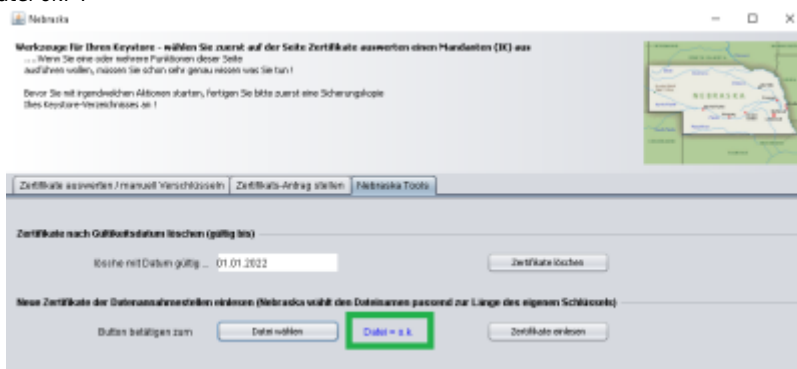 Nebraska
Werkzeuge für Ihren Keystore - wählen Sie zuerst auf der Seite Zertifikate auswerten einen Mandanten (IK) aus
.... Wenn Sie eine oder mehrere Funktionen dieser Seite
ausführen wollen, müssen Sie schon sehr genau wissen was Sie tun !
Bevor Sie mit irgendwelchen Aktionen starten, fertigen Sie bitte zuerst eine Sicherungskopie
Ihres Keystore-Verzeichnisses an !
NEBRASKA
Zertifikate auswerten / manuell Verschlüsseln
Zertifikats-Antrag stellen
Nebraska Tools
Zertifikate nach Gültikeitsdatum löschen (gültig bis)
lösche mit Datum gültig ...
01.01.2022
Zertifikate löschen
Neue Zertifikate der Datenannahmestellen einlesen (Nebraska wählt den Dateinamen passend zur Länge des eigenen Schlüssels)
Button betätigen zum
Datei wählen
Datei = o.k.
Zertifikate einlesen